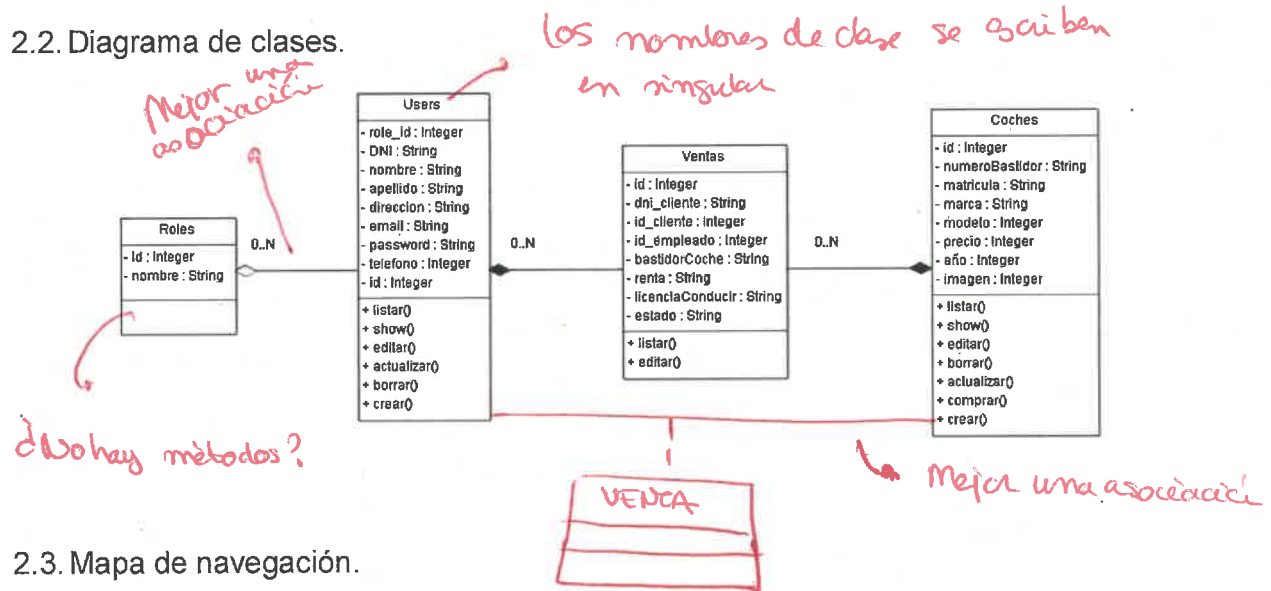 2.2. Diagrama de clases.
Los nombres de clase se escriben
en singular
Mejor una
asociación
Users
- role_id : Integer
- DNI : String
- nombre : String
- apellido : String
- direccion : String
- email : String
- password : String
- telefono : Integer
- id : Integer
+ listar()
+ show()
+ editar()
+ actualizar()
+ borrar()
+ crear()
Roles
- id : Integer
- nombre : String
0..N
0..N
Ventas
- id : Integer
- dni_cliente : String
- id_cliente : Integer
- id_empleado : Integer
- bastidorCoche : String
- renta : String
- licenciaConducir : String
- estado : String
+ listar()
+ editar()
0..N
Coches
- id : Integer
- numeroBastidor : String
- matricula : String
- marca : String
- modelo : Integer
- precio : Integer
- año : Integer
- imagen : Integer
+ listar()
+ show()
+ editar()
+ borrar()
+ actualizar()
+ comprar()
+ crear()
¿No hay métodos?
VENTA
Mejor una asociació
2.3. Mapa de navegación.